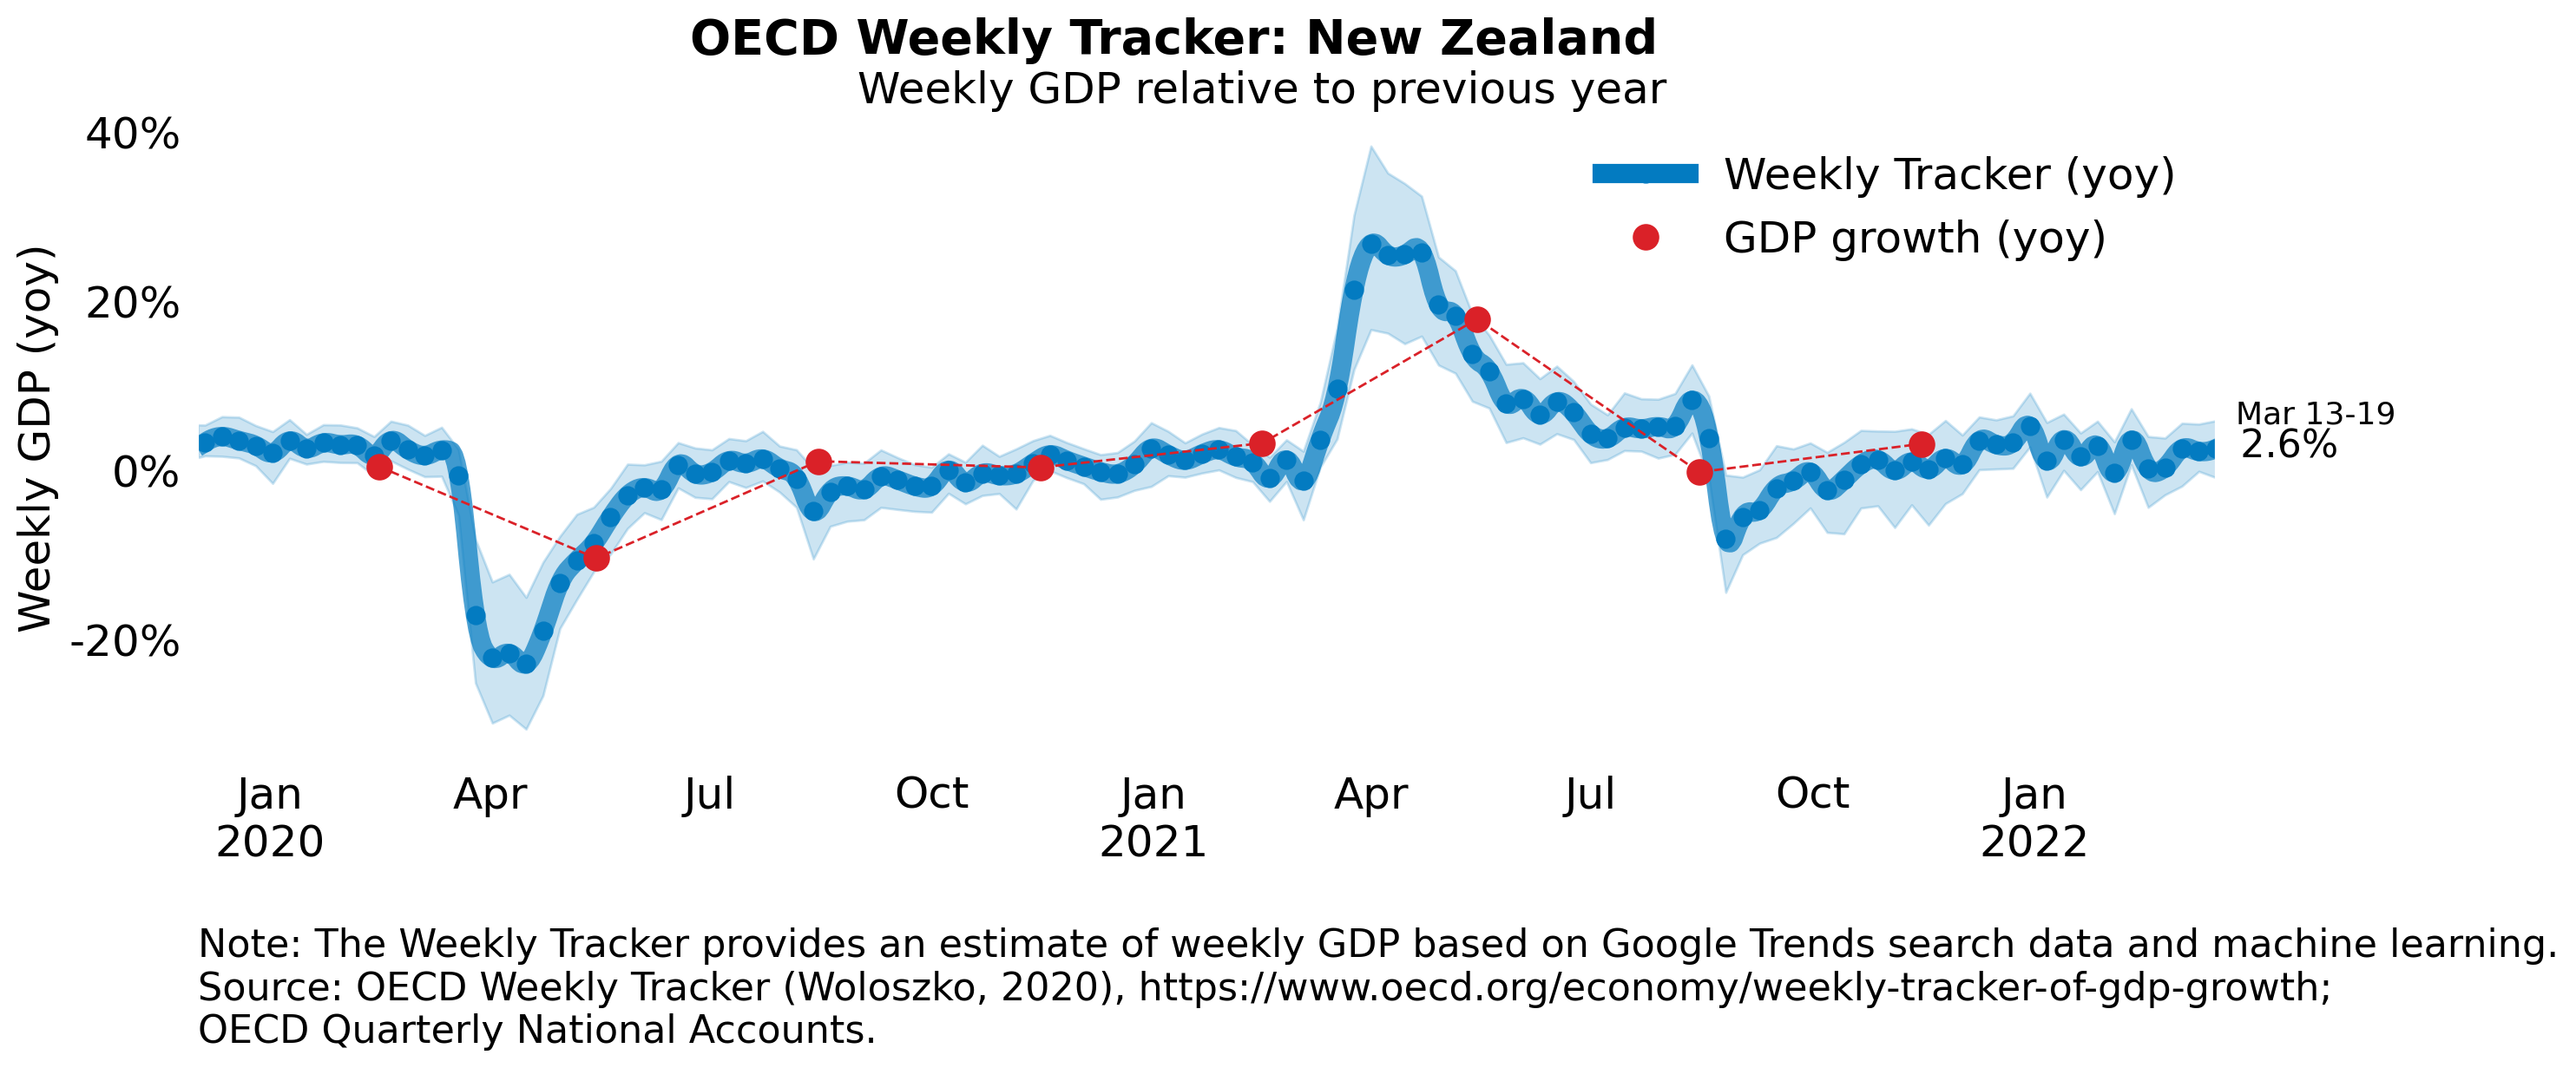 OECD Weekly Tracker: New Zealand
Weekly GDP relative to previous year
Weekly GDP (yoy)
40%
20%
0%
-20%
Weekly Tracker (yoy)
GDP growth (yoy)
Mar 13-19
2.6%
Jan
2020
Apr
Jul
Oct
Jan
2021
Apr
Jul
Oct
Jan
2022
Note: The Weekly Tracker provides an estimate of weekly GDP based on Google Trends search data and machine learning.
Source: OECD Weekly Tracker (Woloszko, 2020), https://www.oecd.org/economy/weekly-tracker-of-gdp-growth;
OECD Quarterly National Accounts.